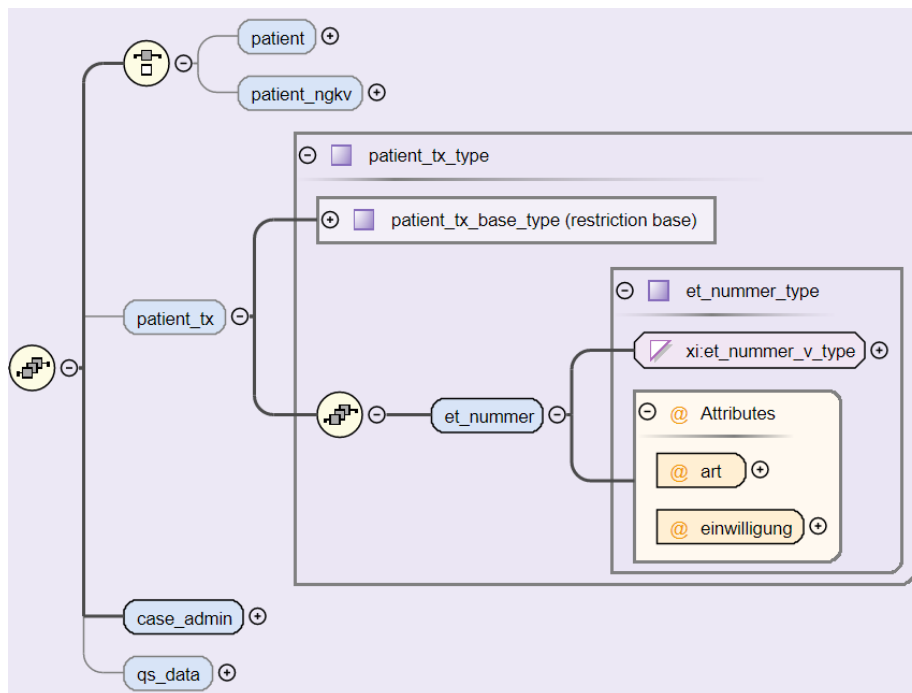 patient
patient_ngkv
patient_tx_type
patient_tx_base_type (restriction base)
et_nummer_type
patient_tx
xi:et_nummer_v_type
@ Attributes
et_nummer
@ art
@ einwilligung
case_admin
qs_data